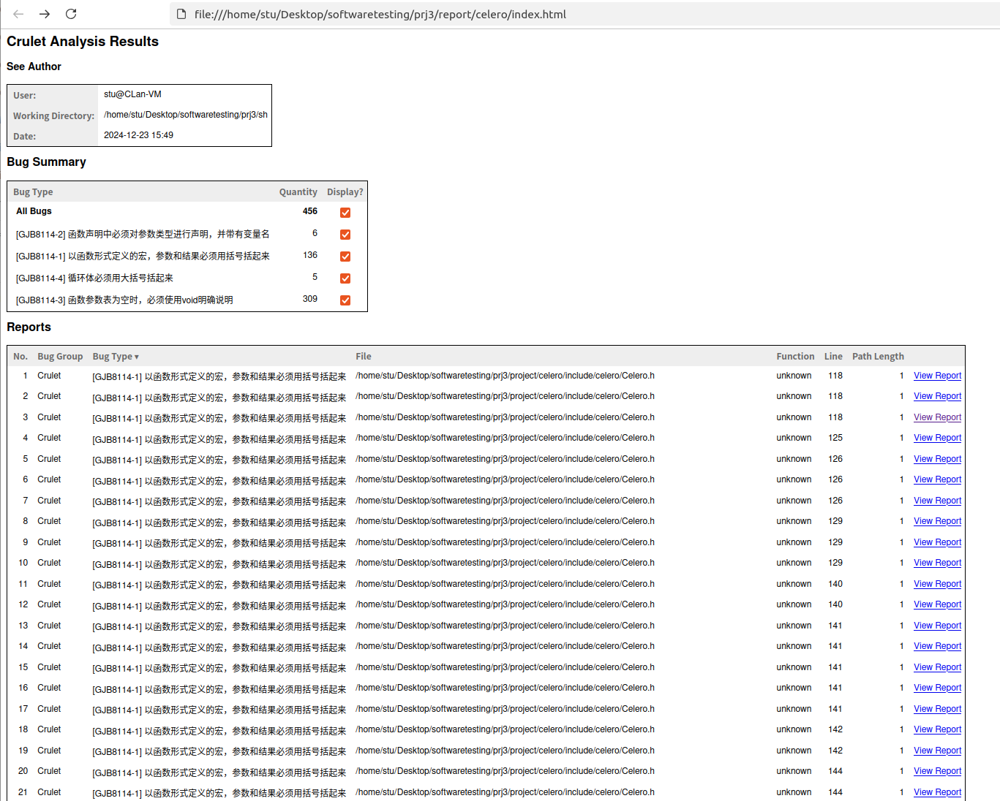 file:///home/stu/Desktop/softwaretesting/prj3/report/celero/index.html
Crulet Analysis Results
See Author
User: stu@CLan-VM
Working Directory: /home/stu/Desktop/softwaretesting/prj3/sh
Date: 2024-12-23 15:49
Bug Summary
Bug Type Quantity Display?
All Bugs 456
[GJB8114-2] 函数声明中必须对参数类型进行声明，并带有变量名 6
[GJB8114-1] 以函数形式定义的宏，参数和结果必须用括号括起来 136
[GJB8114-4] 循环体必须用大括号括起来 5
[GJB8114-3] 函数参数表为空时，必须使用void明确说明 309
Reports
No. Bug Group Bug Type ▾ File Function Line Path Length
1 Crulet [GJB8114-1] 以函数形式定义的宏，参数和结果必须用括号括起来 /home/stu/Desktop/softwaretesting/prj3/project/celero/include/celero/Celero.h unknown 118 1 View Report
2 Crulet [GJB8114-1] 以函数形式定义的宏，参数和结果必须用括号括起来 /home/stu/Desktop/softwaretesting/prj3/project/celero/include/celero/Celero.h unknown 118 1 View Report
3 Crulet [GJB8114-1] 以函数形式定义的宏，参数和结果必须用括号括起来 /home/stu/Desktop/softwaretesting/prj3/project/celero/include/celero/Celero.h unknown 118 1 View Report
4 Crulet [GJB8114-1] 以函数形式定义的宏，参数和结果必须用括号括起来 /home/stu/Desktop/softwaretesting/prj3/project/celero/include/celero/Celero.h unknown 125 1 View Report
5 Crulet [GJB8114-1] 以函数形式定义的宏，参数和结果必须用括号括起来 /home/stu/Desktop/softwaretesting/prj3/project/celero/include/celero/Celero.h unknown 126 1 View Report
6 Crulet [GJB8114-1] 以函数形式定义的宏，参数和结果必须用括号括起来 /home/stu/Desktop/softwaretesting/prj3/project/celero/include/celero/Celero.h unknown 126 1 View Report
7 Crulet [GJB8114-1] 以函数形式定义的宏，参数和结果必须用括号括起来 /home/stu/Desktop/softwaretesting/prj3/project/celero/include/celero/Celero.h unknown 126 1 View Report
8 Crulet [GJB8114-1] 以函数形式定义的宏，参数和结果必须用括号括起来 /home/stu/Desktop/softwaretesting/prj3/project/celero/include/celero/Celero.h unknown 129 1 View Report
9 Crulet [GJB8114-1] 以函数形式定义的宏，参数和结果必须用括号括起来 /home/stu/Desktop/softwaretesting/prj3/project/celero/include/celero/Celero.h unknown 129 1 View Report
10 Crulet [GJB8114-1] 以函数形式定义的宏，参数和结果必须用括号括起来 /home/stu/Desktop/softwaretesting/prj3/project/celero/include/celero/Celero.h unknown 129 1 View Report
11 Crulet [GJB8114-1] 以函数形式定义的宏，参数和结果必须用括号括起来 /home/stu/Desktop/softwaretesting/prj3/project/celero/include/celero/Celero.h unknown 140 1 View Report
12 Crulet [GJB8114-1] 以函数形式定义的宏，参数和结果必须用括号括起来 /home/stu/Desktop/softwaretesting/prj3/project/celero/include/celero/Celero.h unknown 140 1 View Report
13 Crulet [GJB8114-1] 以函数形式定义的宏，参数和结果必须用括号括起来 /home/stu/Desktop/softwaretesting/prj3/project/celero/include/celero/Celero.h unknown 141 1 View Report
14 Crulet [GJB8114-1] 以函数形式定义的宏，参数和结果必须用括号括起来 /home/stu/Desktop/softwaretesting/prj3/project/celero/include/celero/Celero.h unknown 141 1 View Report
15 Crulet [GJB8114-1] 以函数形式定义的宏，参数和结果必须用括号括起来 /home/stu/Desktop/softwaretesting/prj3/project/celero/include/celero/Celero.h unknown 141 1 View Report
16 Crulet [GJB8114-1] 以函数形式定义的宏，参数和结果必须用括号括起来 /home/stu/Desktop/softwaretesting/prj3/project/celero/include/celero/Celero.h unknown 141 1 View Report
17 Crulet [GJB8114-1] 以函数形式定义的宏，参数和结果必须用括号括起来 /home/stu/Desktop/softwaretesting/prj3/project/celero/include/celero/Celero.h unknown 141 1 View Report
18 Crulet [GJB8114-1] 以函数形式定义的宏，参数和结果必须用括号括起来 /home/stu/Desktop/softwaretesting/prj3/project/celero/include/celero/Celero.h unknown 142 1 View Report
19 Crulet [GJB8114-1] 以函数形式定义的宏，参数和结果必须用括号括起来 /home/stu/Desktop/softwaretesting/prj3/project/celero/include/celero/Celero.h unknown 142 1 View Report
20 Crulet [GJB8114-1] 以函数形式定义的宏，参数和结果必须用括号括起来 /home/stu/Desktop/softwaretesting/prj3/project/celero/include/celero/Celero.h unknown 144 1 View Report
21 Crulet [GJB8114-1] 以函数形式定义的宏，参数和结果必须用括号括起来 /home/stu/Desktop/softwaretesting/prj3/project/celero/include/celero/Celero.h unknown 144 1 View Report